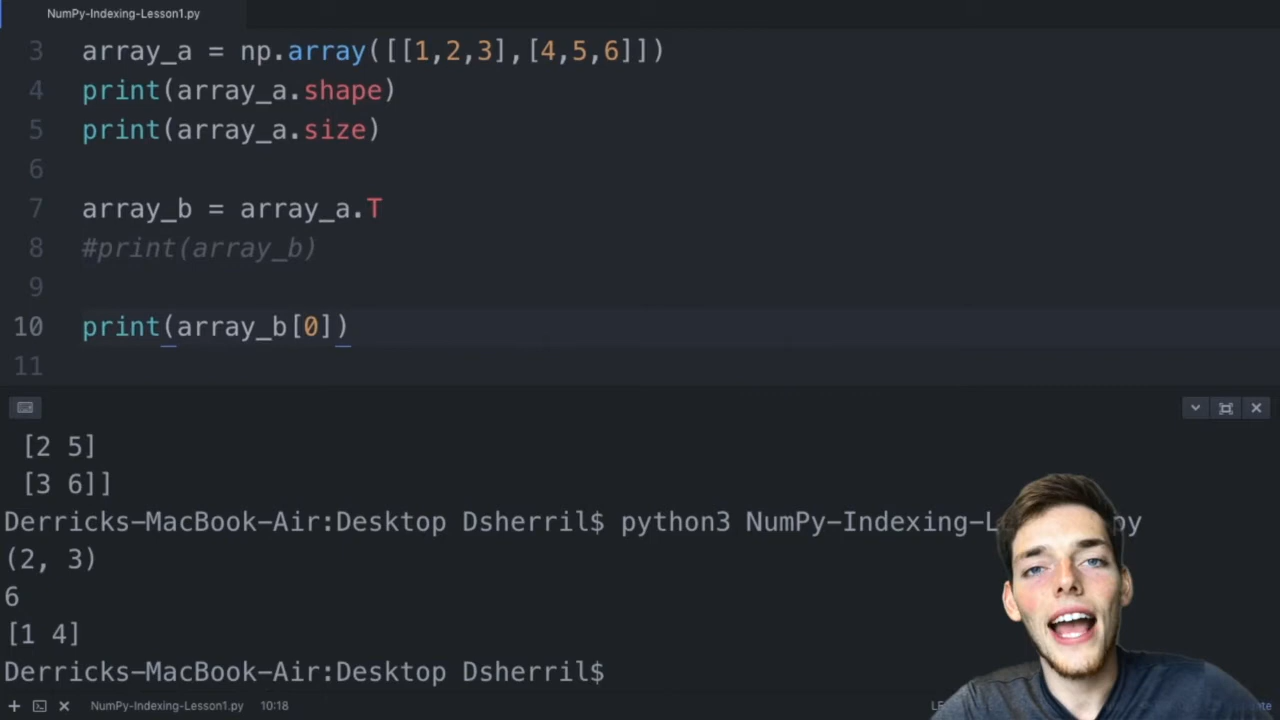 NumPy-Indexing-Lesson1.py
3 array_a = np.array([[1,2,3],[4,5,6]])
4 print(array_a.shape)
5 print(array_a.size)
6
7 array_b = array_a.T
8 #print(array_b)
9
10 print(array_b[0])
11
[2 5]
[3 6]]
Derricks-MacBook-Air:Desktop Dsherril$ python3 NumPy-Indexing-L py
(2, 3)
6
[1 4]
Derricks-MacBook-Air:Desktop Dsherril$
NumPy-Indexing-Lesson1.py 10:18